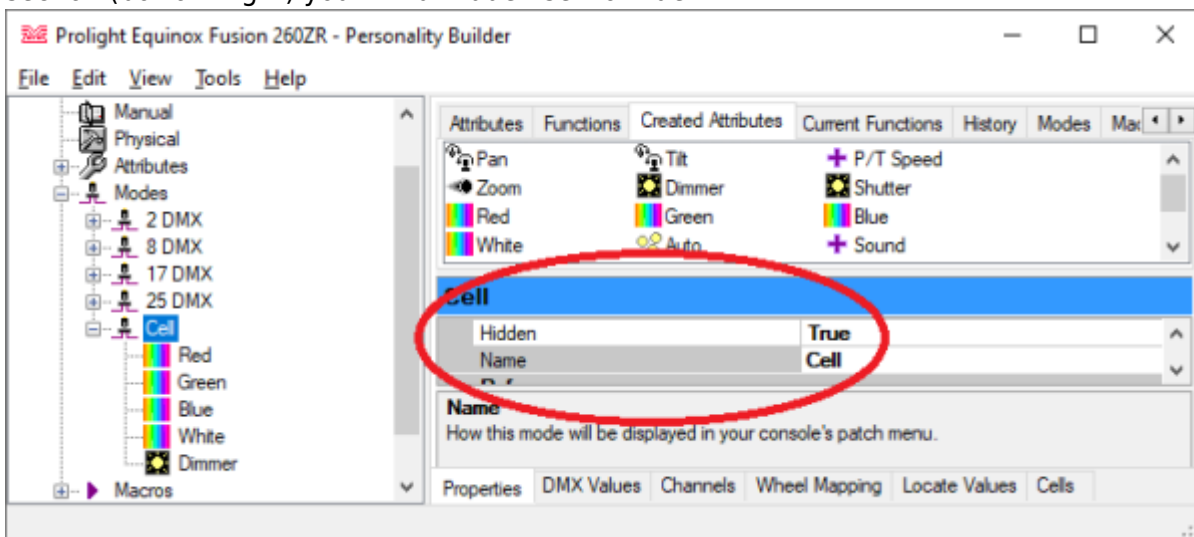 Prolight Equinox Fusion 260ZR - Personality Builder
File Edit View Tools Help
Manual
Physical
Attributes
Modes
2 DMX
8 DMX
17 DMX
25 DMX
Cell
Red
Green
Blue
White
Dimmer
Macros
Attributes Functions Created Attributes Current Functions History Modes
Pan Tilt P/T Speed
Zoom Dimmer Shutter
Red Green Blue
White Auto Sound
Cell
Hidden True
Name Cell
Name
How this mode will be displayed in your console's patch menu.
Properties DMX Values Channels Wheel Mapping Locate Values Cells